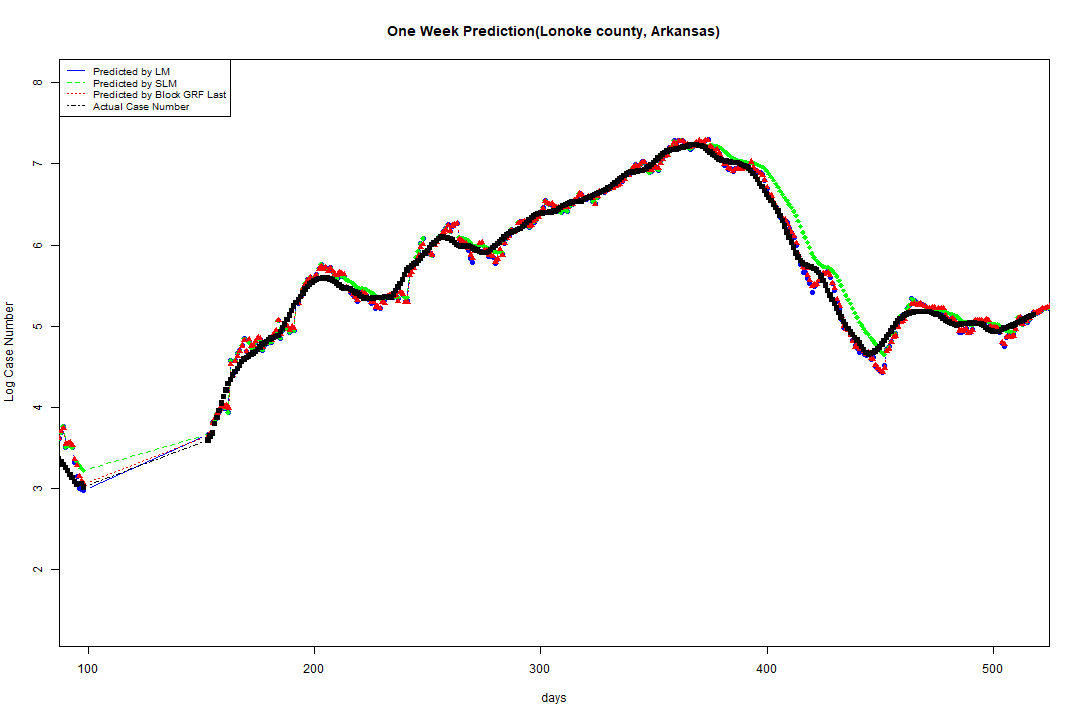 One Week Prediction(Lonoke county, Arkansas)
Predicted by LM
Predicted by SLM
Predicted by Block GRF Last
Actual Case Number
8
7
6
5
4
3
2
Log Case Number
100 200 300 400 500
days